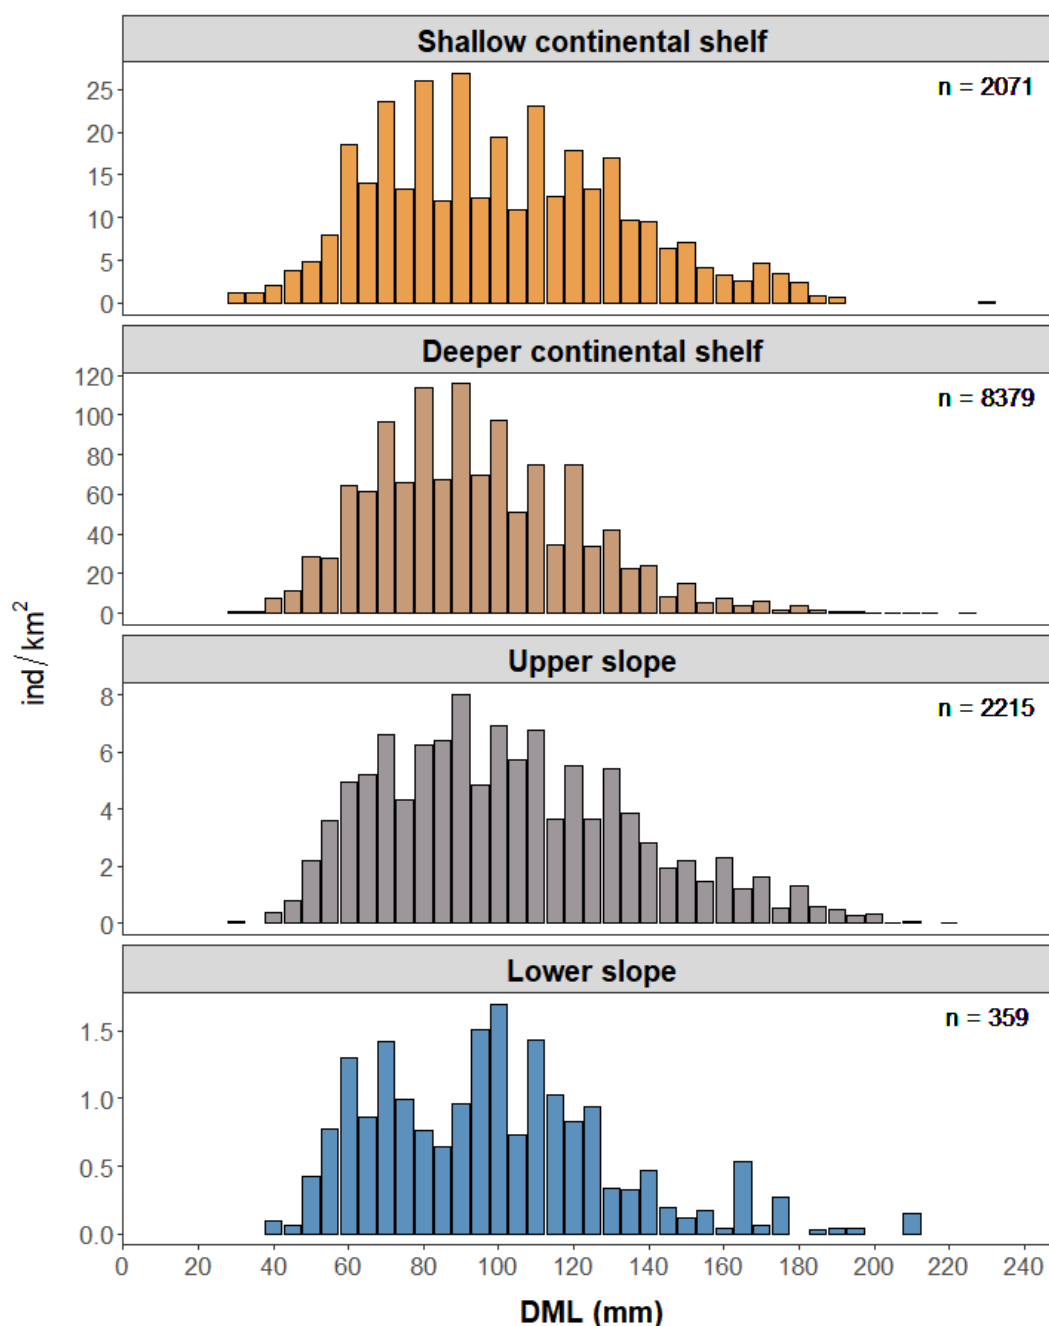 Shallow continental shelf
n = 2071
25
20
15
10
5
0
Deeper continental shelf
n = 8379
120
100
80
60
40
20
0
Upper slope
n = 2215
8
6
4
2
0
Lower slope
n = 359
1.5
1.0
0.5
0.0
0 20 40 60 80 100 120 140 160 180 200 220 240
DML (mm)
ind/km²